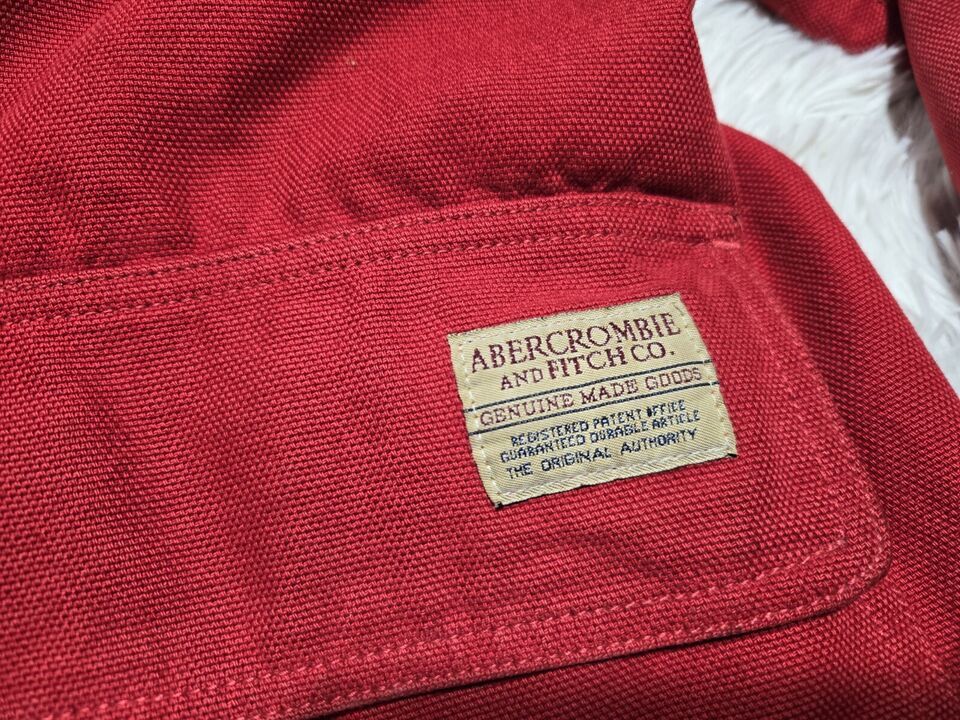 ABERCROMBIE
AND FITCH CO.
GENUINE MADE GOODS
REGISTERED PATENT OFFICE
GUARANTEED DURABLE ARTICLE
THE ORIGINAL AUTHORITY